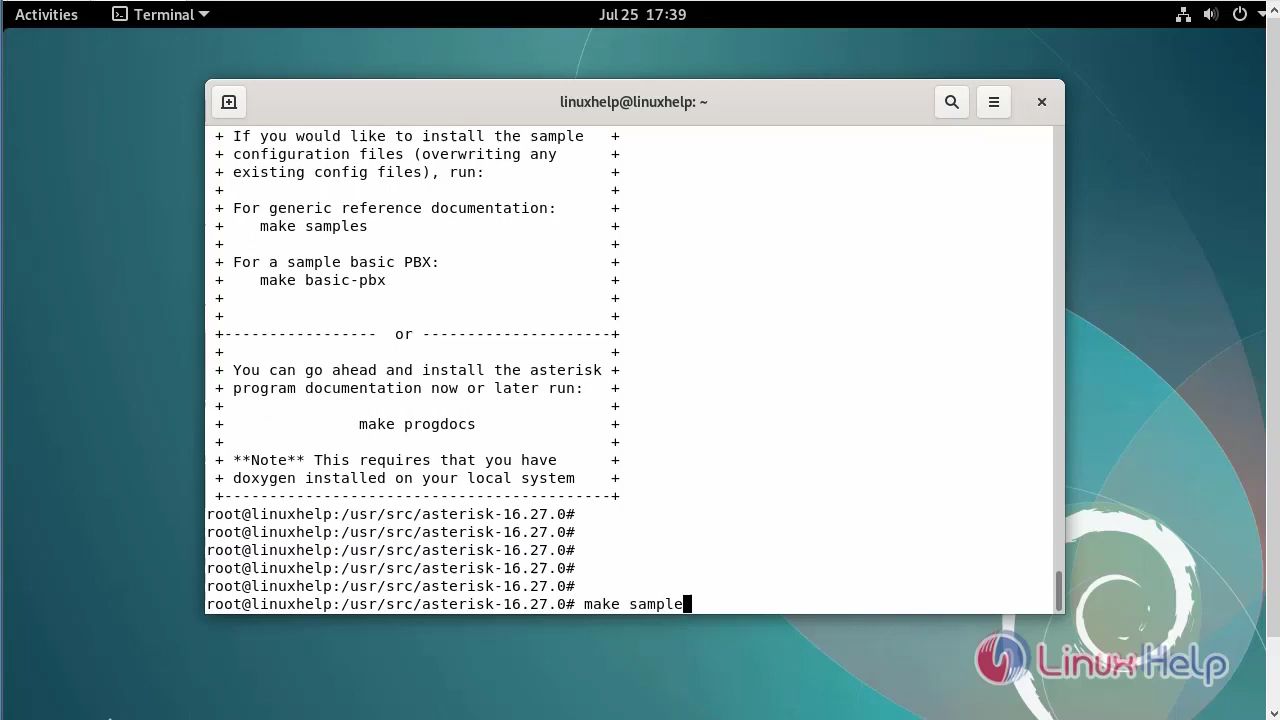 Activities
Terminal
Jul 25 17:39
linuxhelp@linuxhelp: ~
+ If you would like to install the sample +
+ configuration files (overwriting any +
+ existing config files), run: +
+ +
+ For generic reference documentation: +
+ make samples +
+ +
+ For a sample basic PBX: +
+ make basic-pbx +
+ +
+ +
+----------------- or ---------------------+
+ +
+ You can go ahead and install the asterisk +
+ program documentation now or later run: +
+ +
+ make progdocs +
+ +
+ **Note** This requires that you have +
+ doxygen installed on your local system +
+-------------------------------------------+
root@linuxhelp:/usr/src/asterisk-16.27.0#
root@linuxhelp:/usr/src/asterisk-16.27.0#
root@linuxhelp:/usr/src/asterisk-16.27.0#
root@linuxhelp:/usr/src/asterisk-16.27.0#
root@linuxhelp:/usr/src/asterisk-16.27.0#
root@linuxhelp:/usr/src/asterisk-16.27.0# make sample
Linux Help